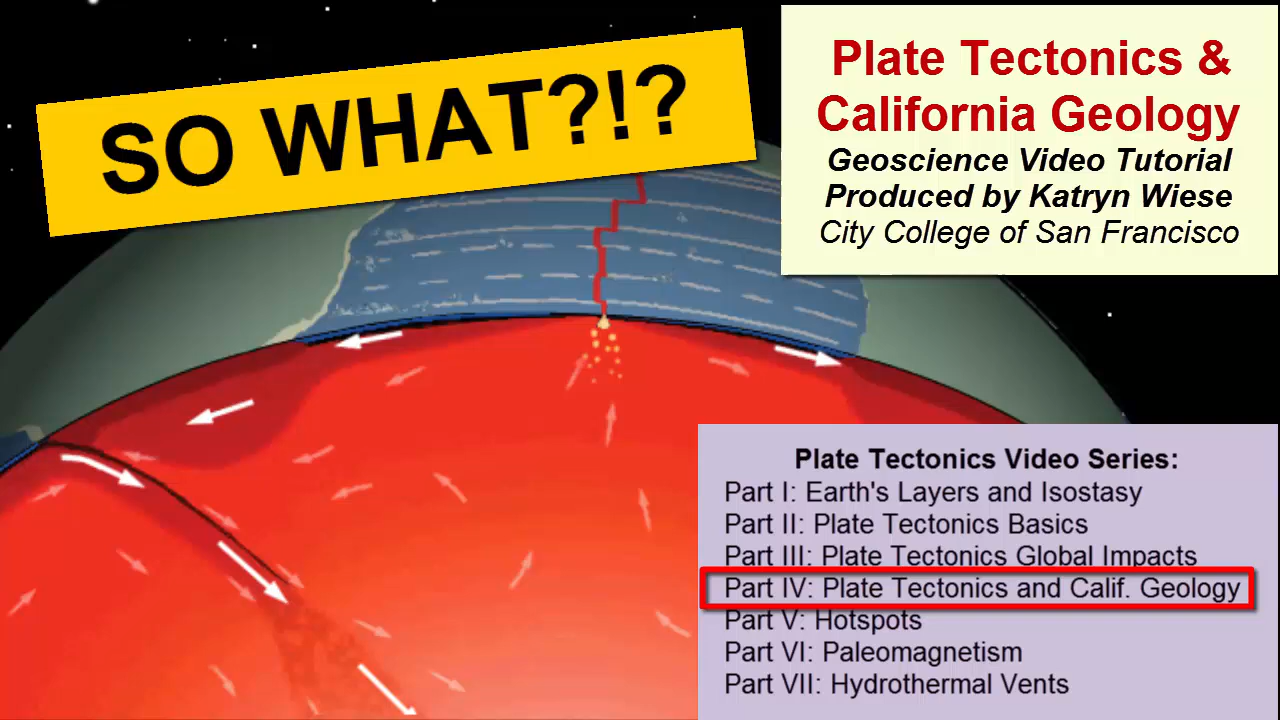 SO WHAT?!?
Plate Tectonics &
California Geology
Geoscience Video Tutorial
Produced by Katryn Wiese
City College of San Francisco
Plate Tectonics Video Series:
Part I: Earth's Layers and Isostasy
Part II: Plate Tectonics Basics
Part III: Plate Tectonics Global Impacts
Part IV: Plate Tectonics and Calif. Geology
Part V: Hotspots
Part VI: Paleomagnetism
Part VII: Hydrothermal Vents